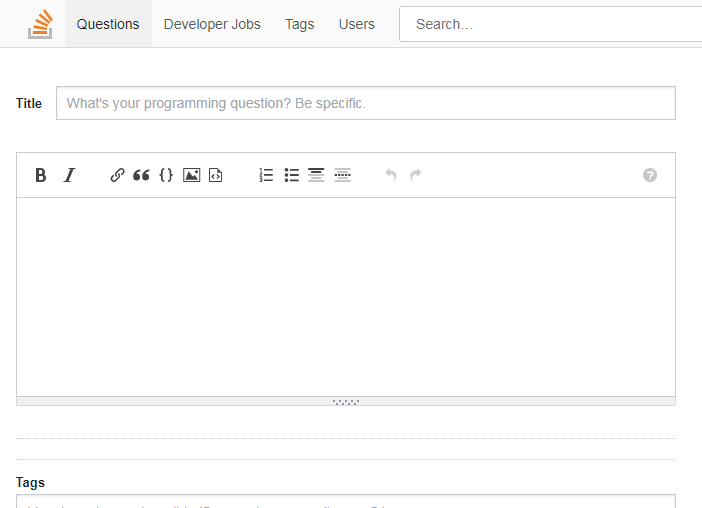 Questions Developer Jobs Tags Users Search...
Title What's your programming question? Be specific.
B I
Tags